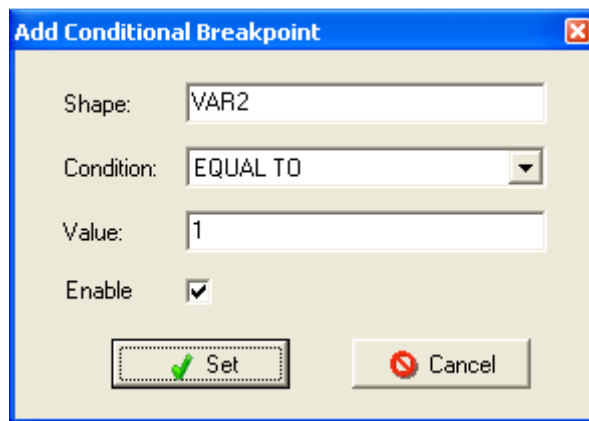 Add Conditional Breakpoint
Shape: VAR2
Condition: EQUAL TO
Value: 1
Enable
Set Cancel